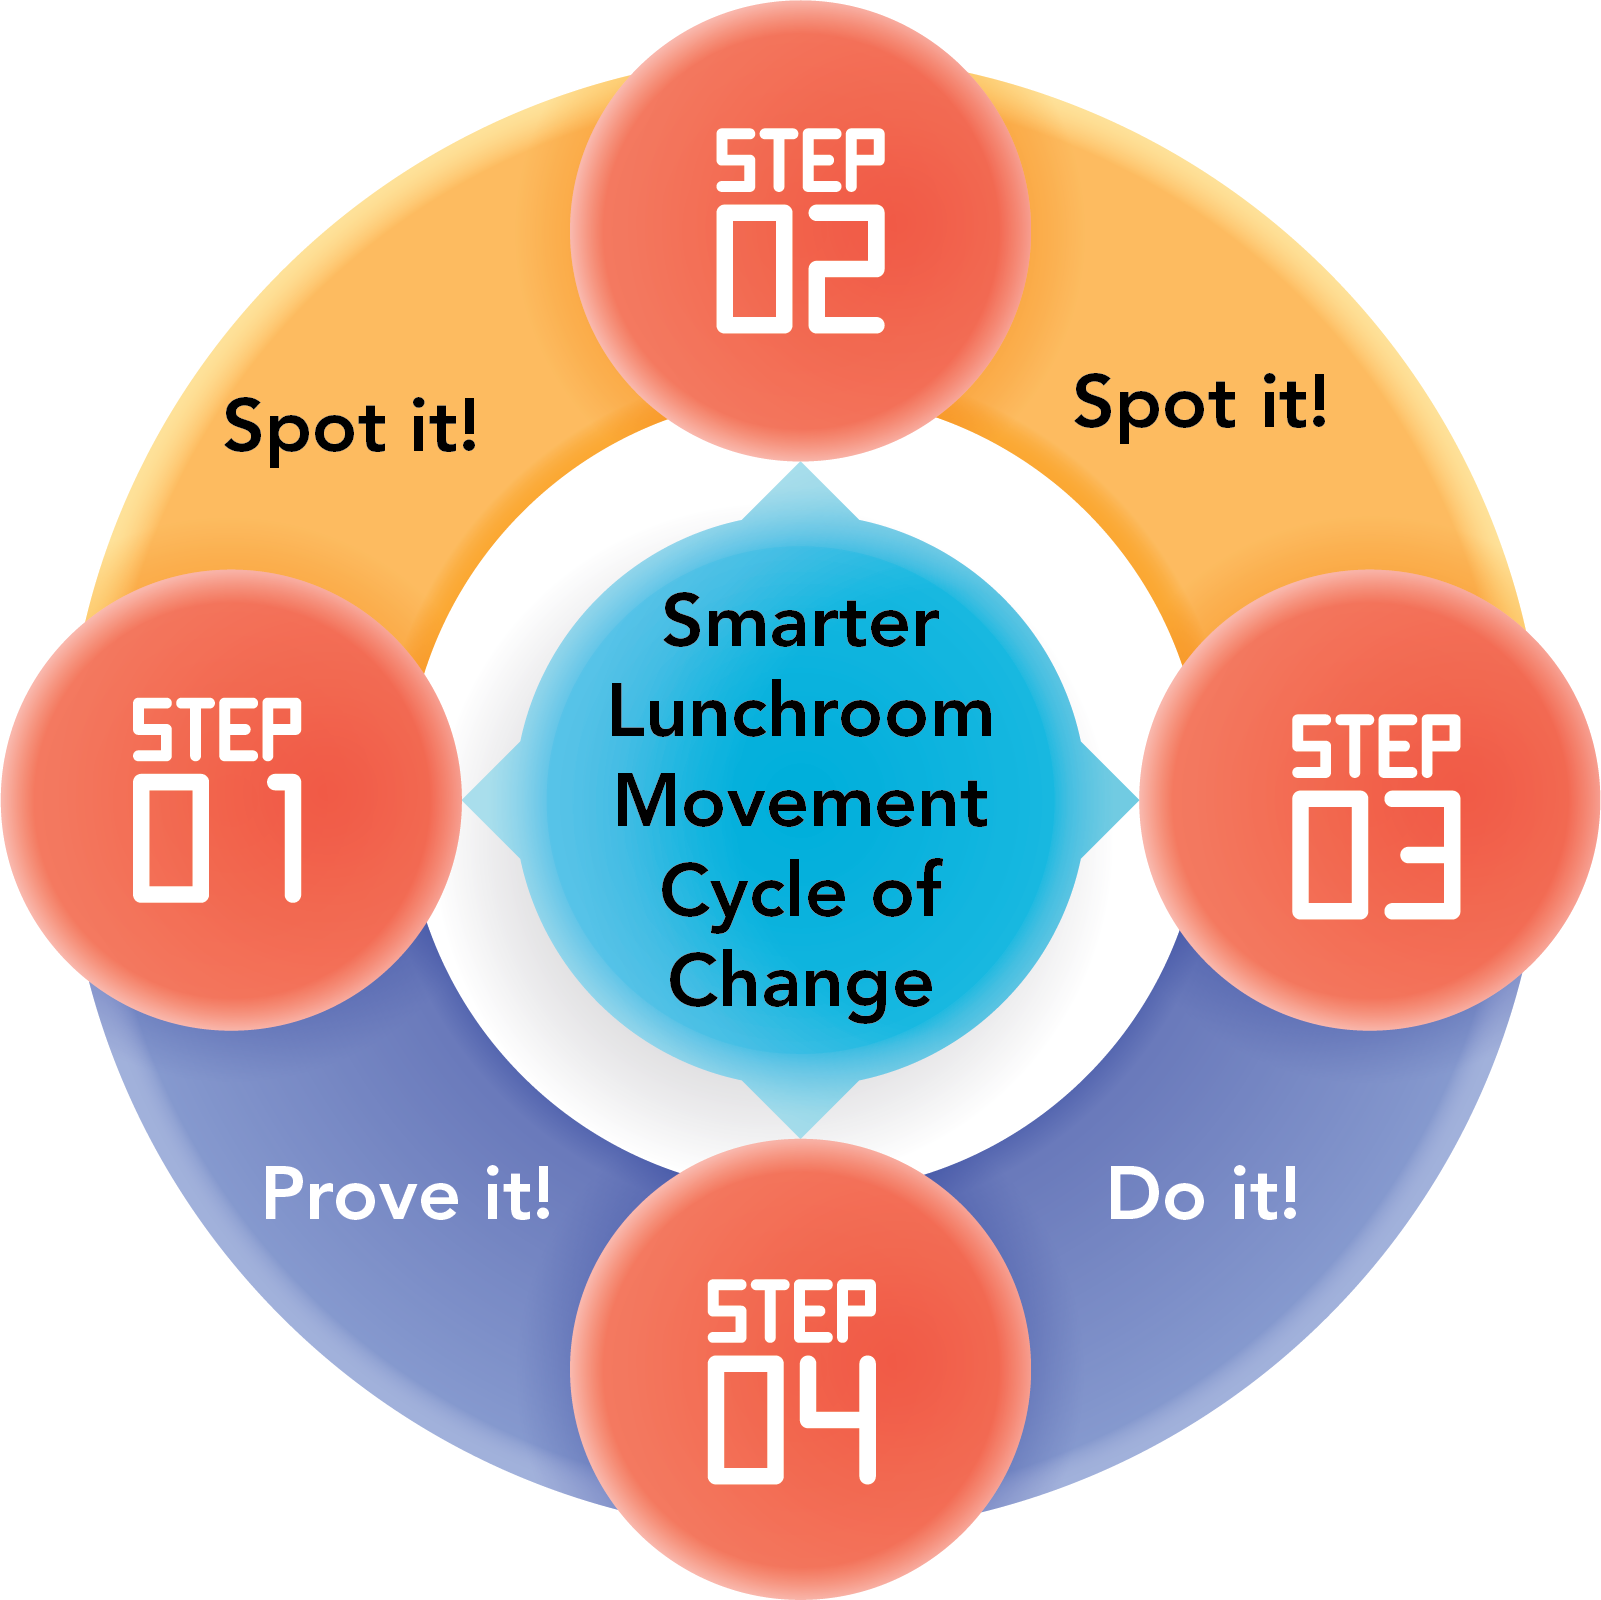 STEP
02
Spot it!
Spot it!
STEP
01
Smarter
Lunchroom
Movement
Cycle of
Change
STEP
03
Prove it!
Do it!
STEP
04